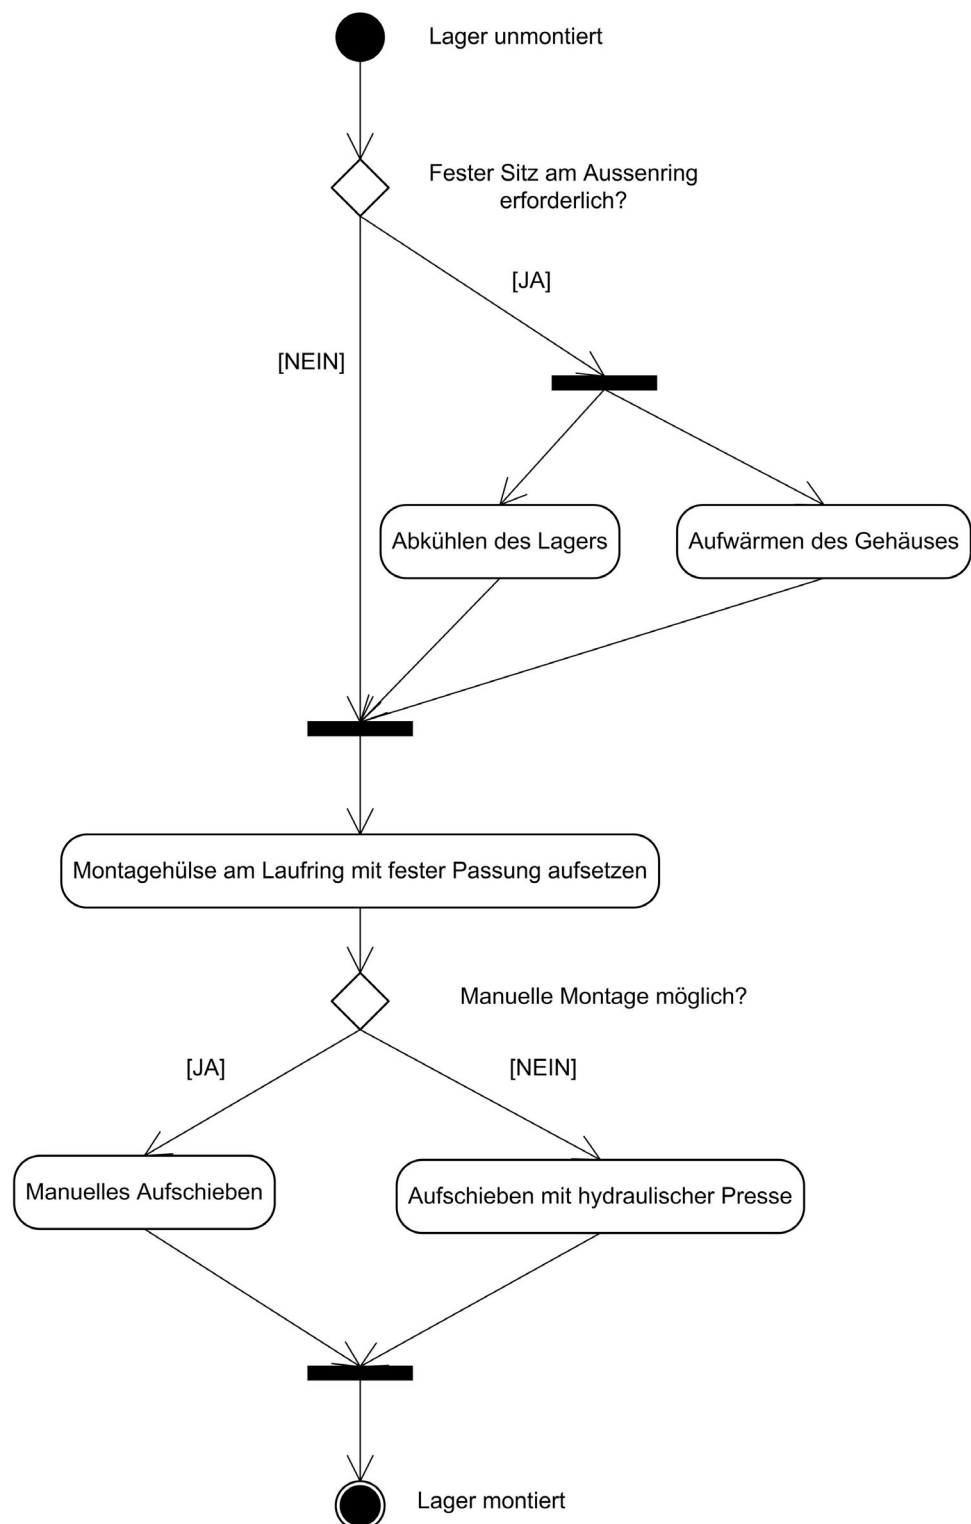 Lager unmontiert
Fester Sitz am Aussenring
erforderlich?
[JA]
[NEIN]
Abkühlen des Lagers
Aufwärmen des Gehäuses
Montagehülse am Laufring mit fester Passung aufsetzen
Manuelle Montage möglich?
[JA]
[NEIN]
Manuelles Aufschieben
Aufschieben mit hydraulischer Presse
Lager montiert